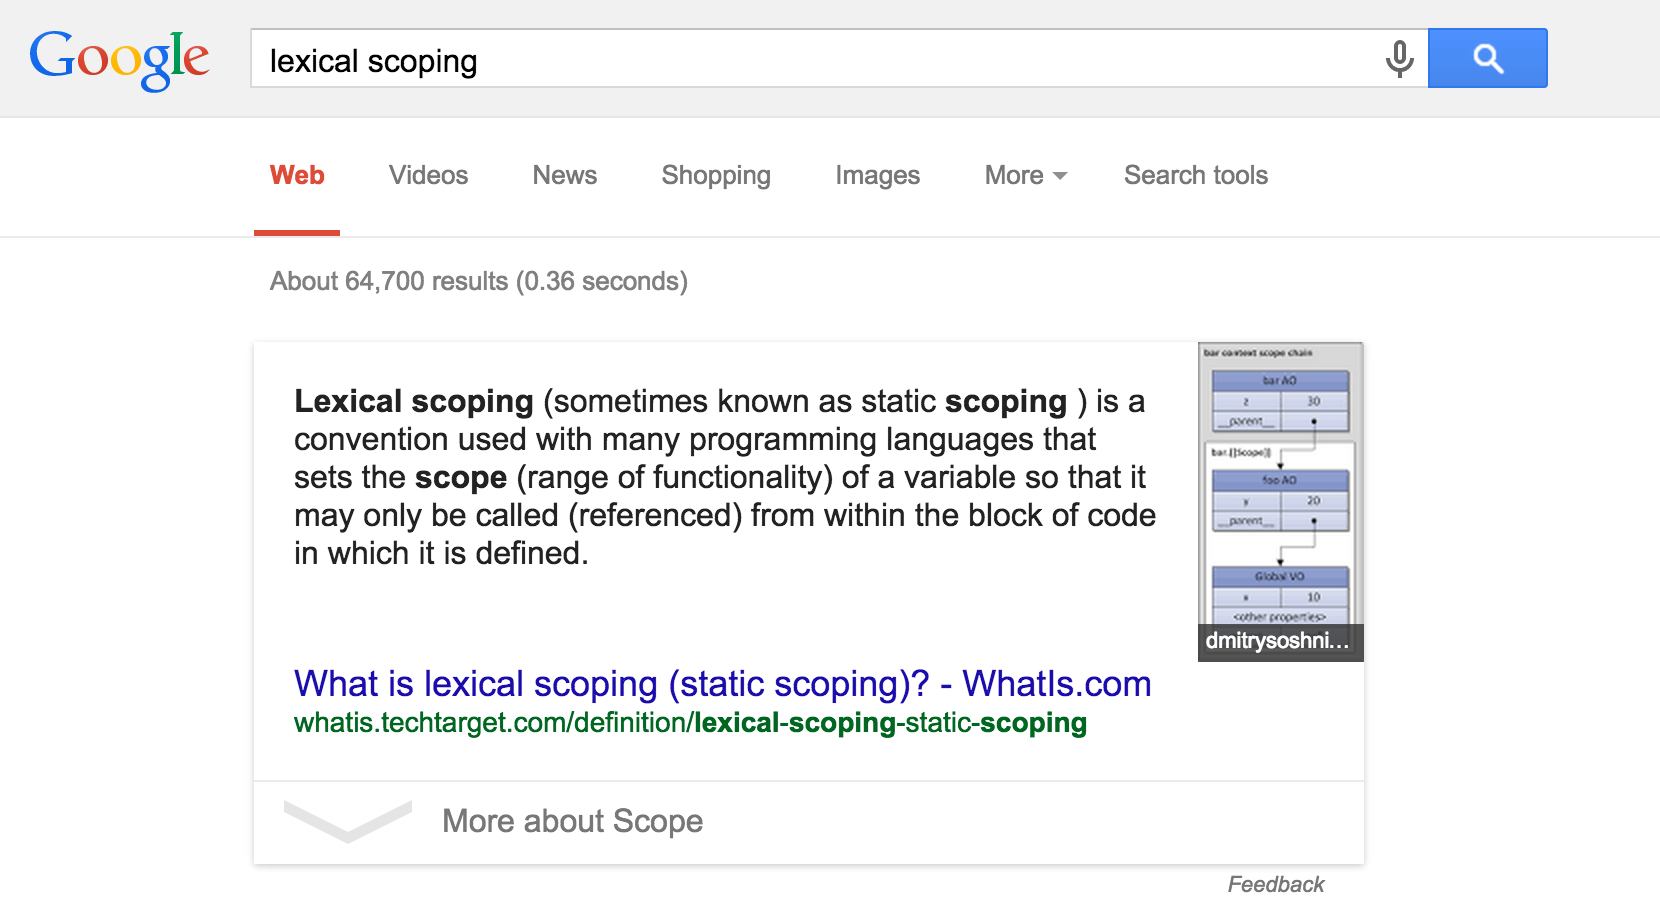 Google
lexical scoping
Web Videos News Shopping Images More Search tools
About 64,700 results (0.36 seconds)
Lexical scoping (sometimes known as static scoping ) is a
convention used with many programming languages that
sets the scope (range of functionality) of a variable so that it
may only be called (referenced) from within the block of code
in which it is defined.
bar context scope chain
bar AO
z 30
__parent__
bar.[[Scope]]
foo AO
y 20
__parent__
Global VO
x 10
<other properties>
dmitrysoshni...
What is lexical scoping (static scoping)? - WhatIs.com
whatis.techtarget.com/definition/lexical-scoping-static-scoping
More about Scope
Feedback